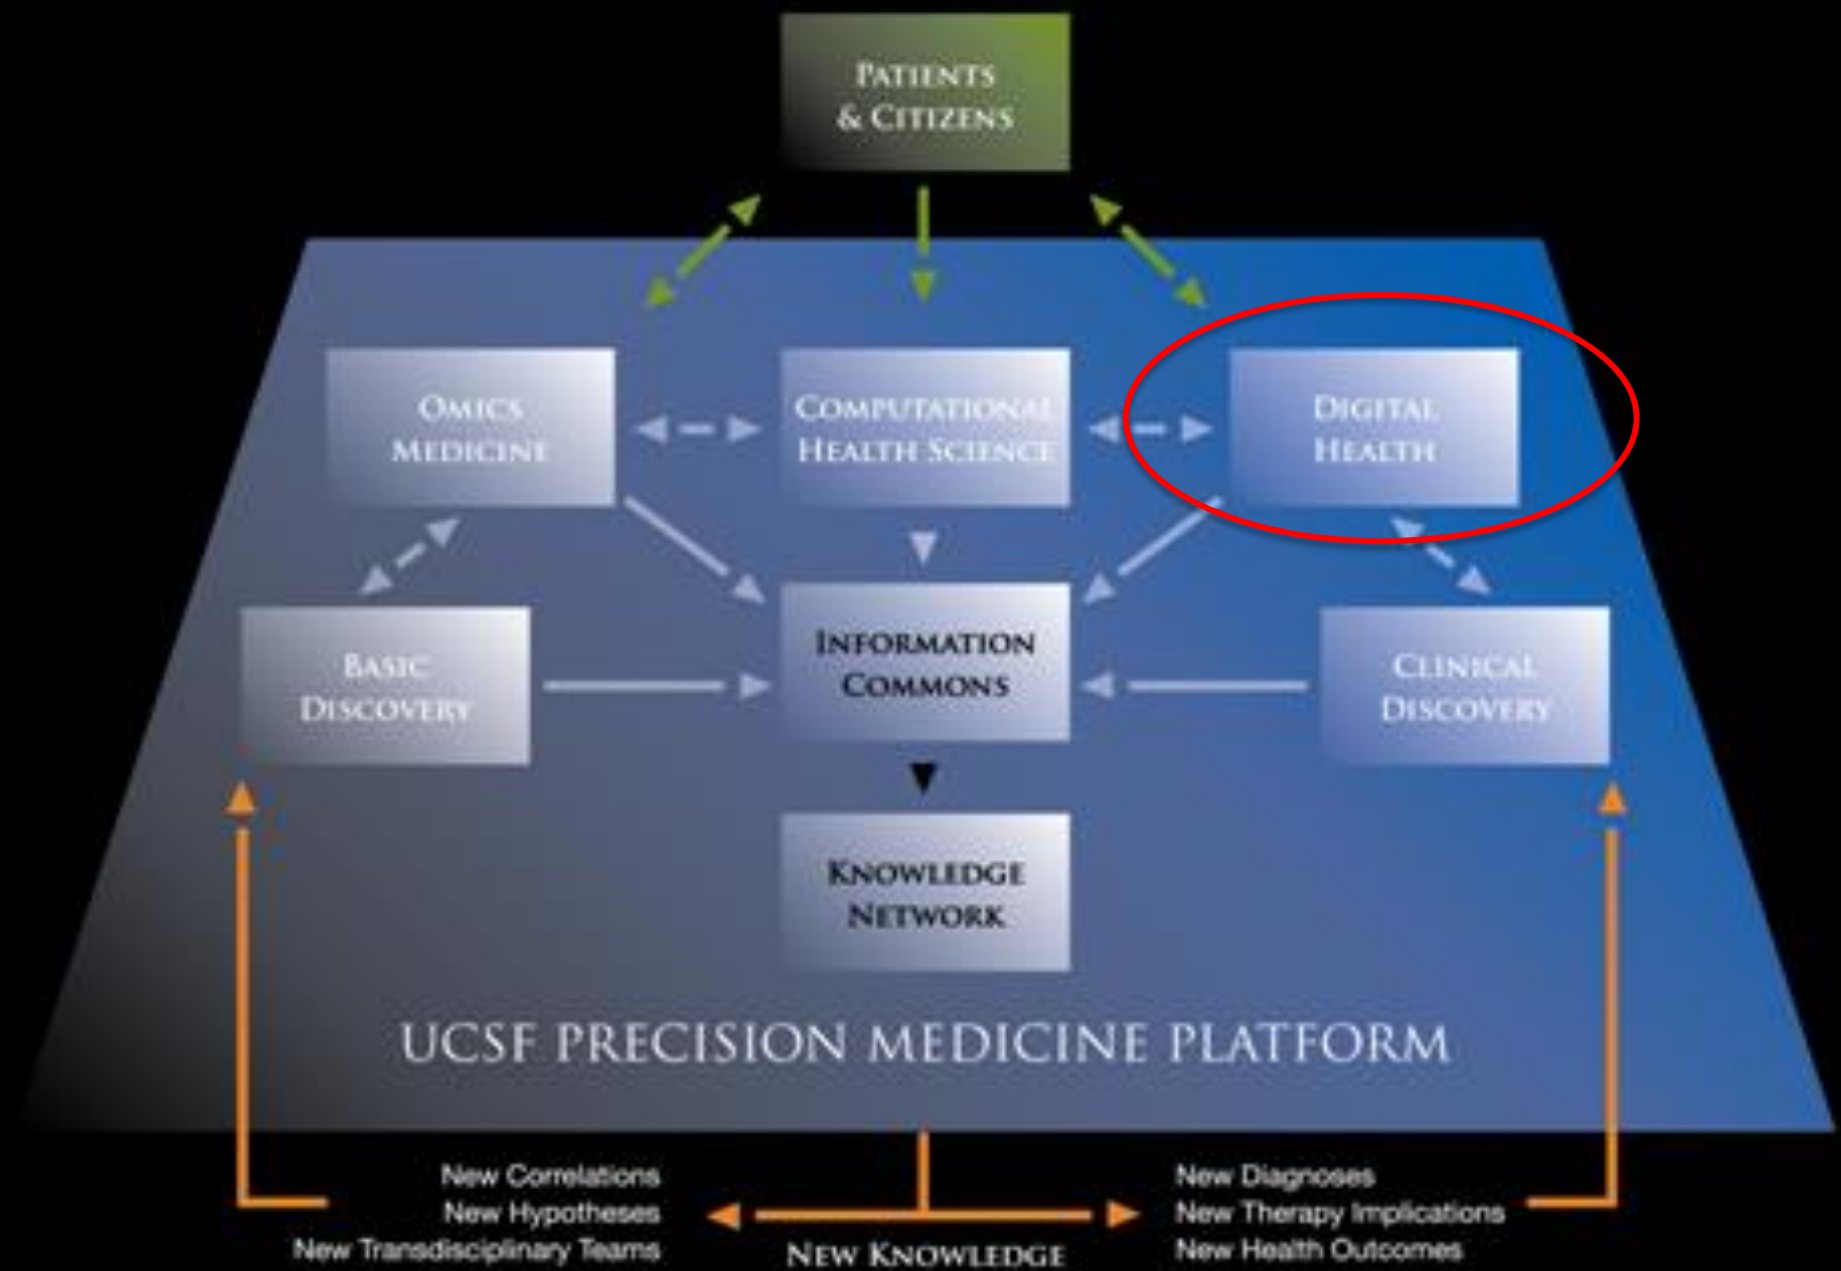 PATIENTS
& CITIZENS
OMICS
MEDICINE
COMPUTATIONAL
HEALTH SCIENCE
DIGITAL
HEALTH
BASIC
DISCOVERY
INFORMATION
COMMONS
CLINICAL
DISCOVERY
KNOWLEDGE
NETWORK
UCSF PRECISION MEDICINE PLATFORM
New Correlations
New Hypotheses
New Transdisciplinary Teams
NEW KNOWLEDGE
New Diagnoses
New Therapy Implications
New Health Outcomes